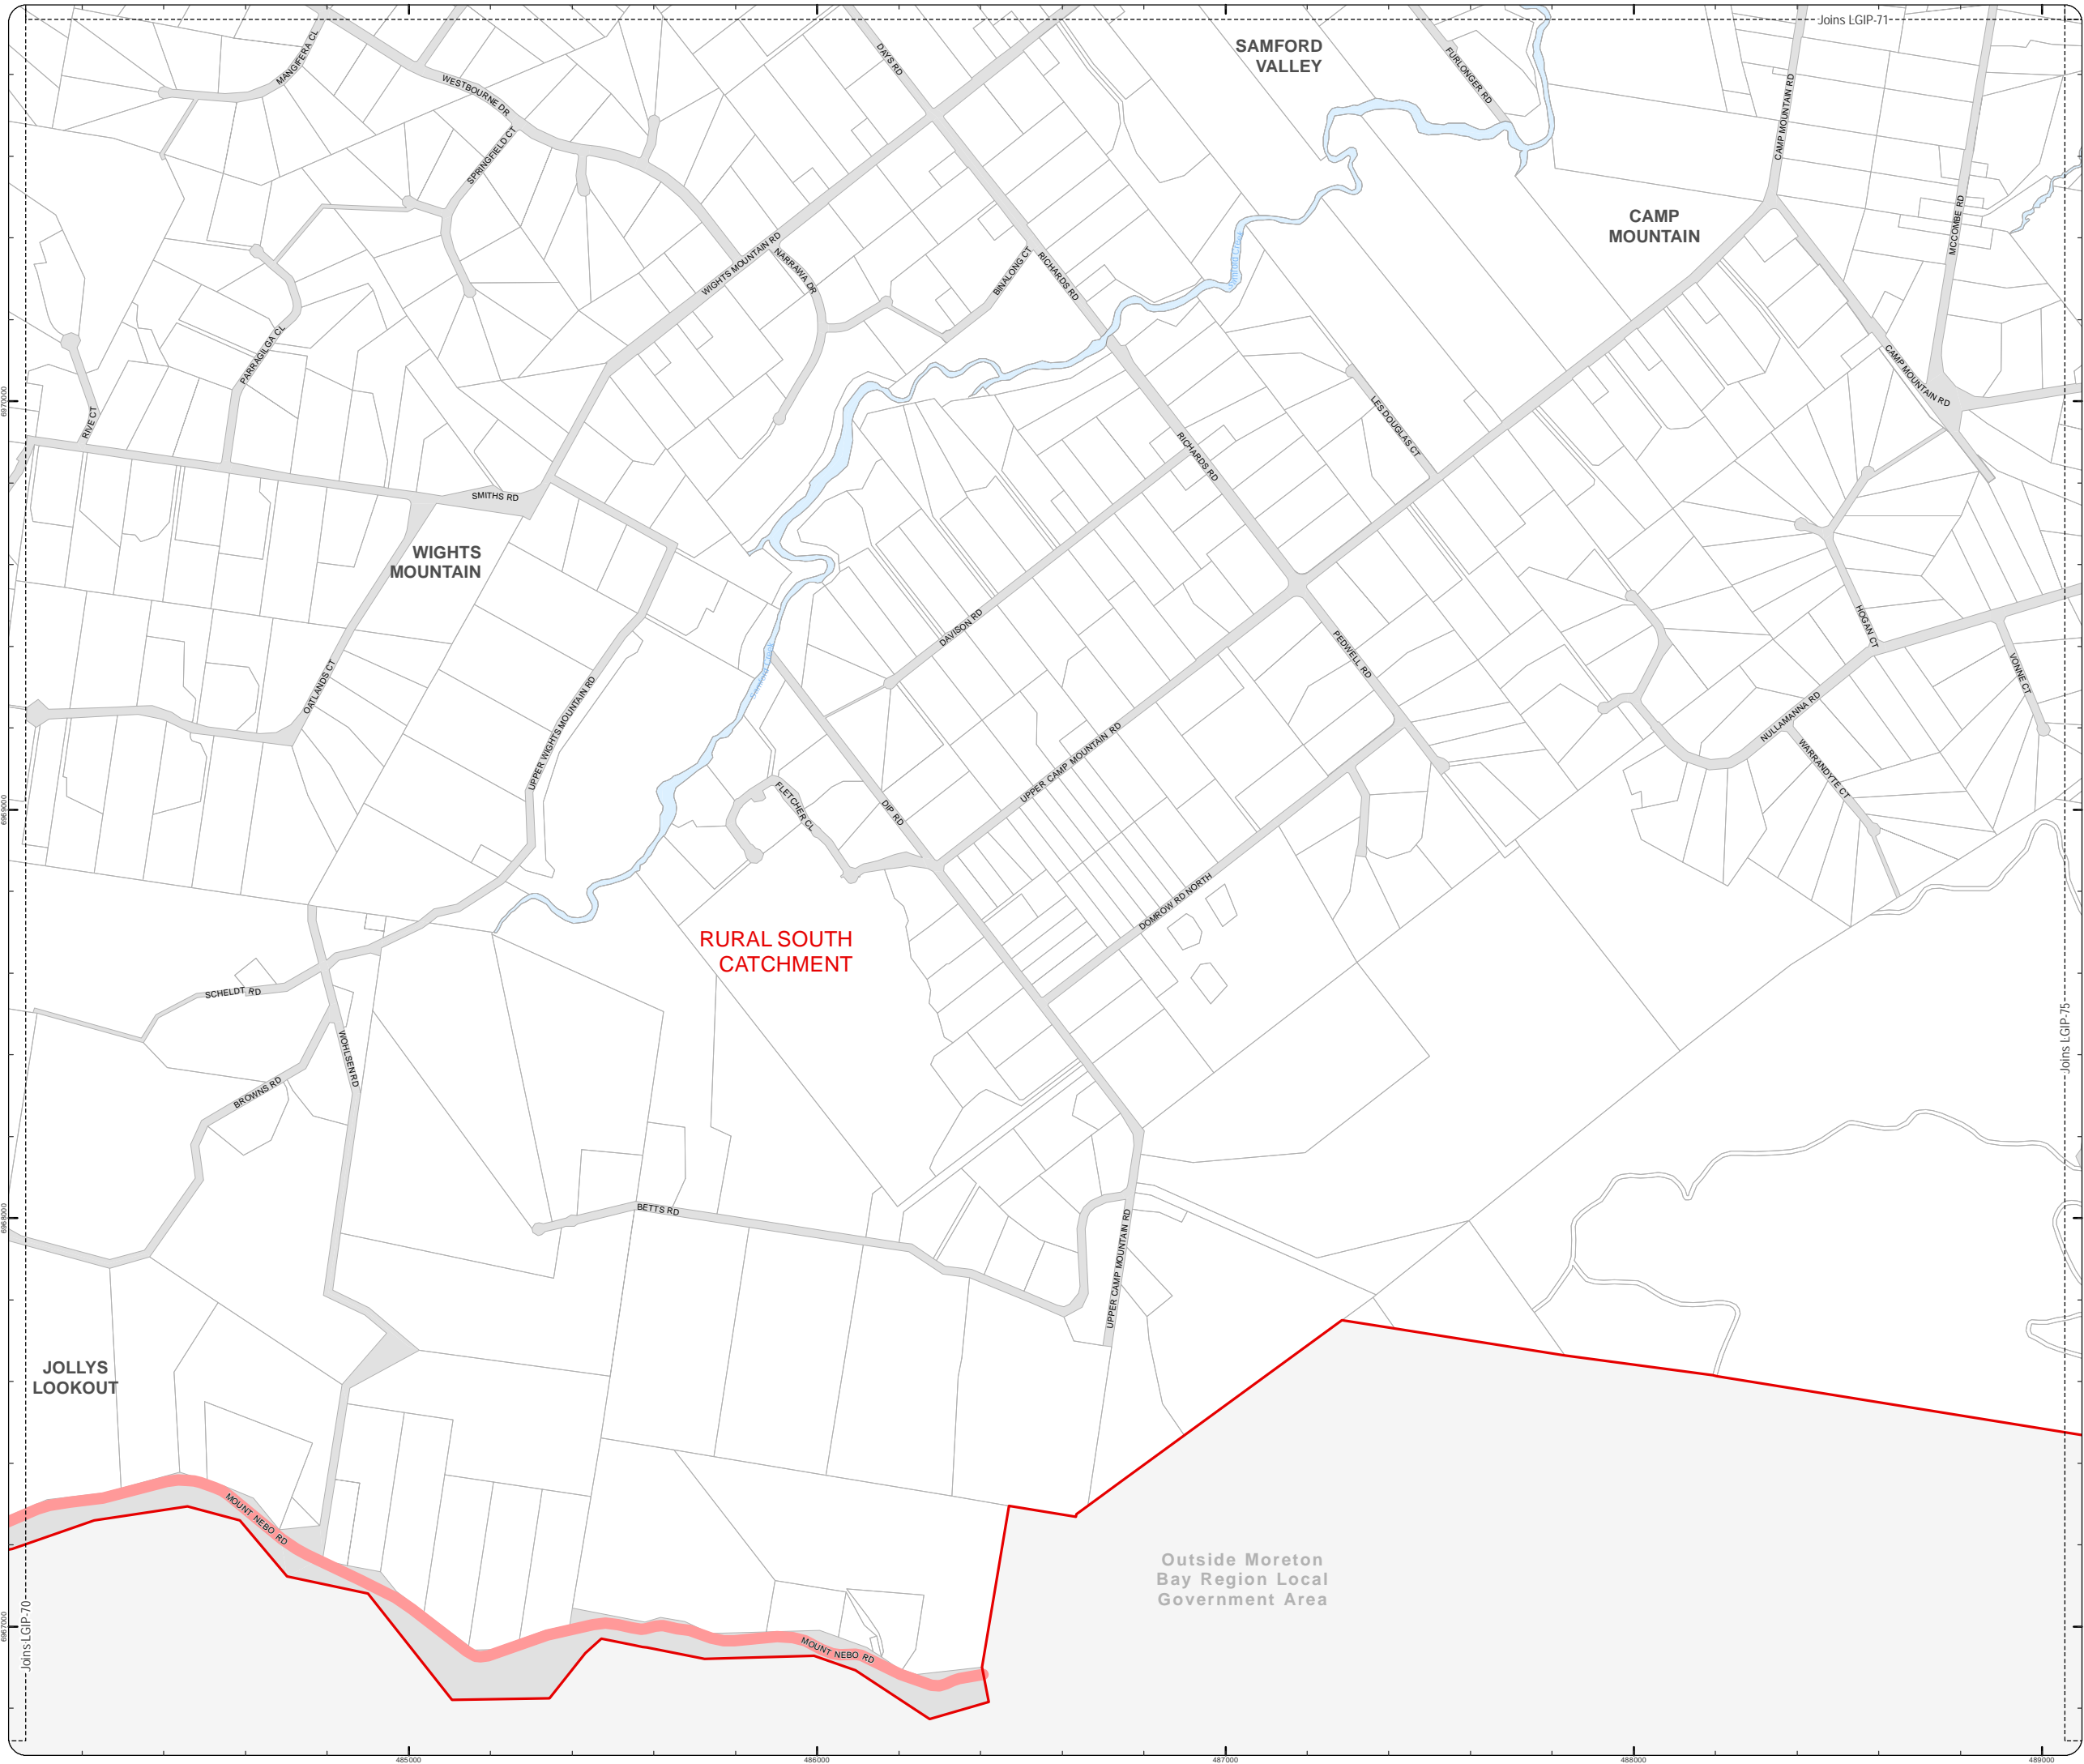 Joins LGIP-71
SAMFORD
VALLEY
DAYS RD
FURLONGER RD
MANGIFERA CL
WESTBOURNE DR
CAMP MOUNTAIN RD
SPRINGFIELD CT
CAMP
MOUNTAIN
MCCOMBE RD
WIGHTS MOUNTAIN RD
NARRAWA DR
BINALONG CT
RICHARDS RD
PARRAGILGA CL
CAMP MOUNTAIN RD
6970000
RIVE CT
LES DOUGLAS CT
RICHARDS RD
SMITHS RD
WIGHTS
MOUNTAIN
DAVISON RD
HOGAN CT
PEDWELL RD
OATLANDS CT
VONNE CT
UPPER WIGHTS MOUNTAIN RD
NULLAMANNA RD
UPPER CAMP MOUNTAIN RD
WARRANDYTE CT
6969000
FLETCHER CL
DIP RD
DOMROW RD NORTH
RURAL SOUTH
CATCHMENT
SCHELDT RD
WOHLSEN RD
Joins LGIP-75
BROWNS RD
6968000
BETTS RD
UPPER CAMP MOUNTAIN RD
JOLLYS
LOOKOUT
MOUNT NEBO RD
Outside Moreton
Bay Region Local
Government Area
6967000
Joins LGIP-70
MOUNT NEBO RD
485000
486000
487000
488000
489000